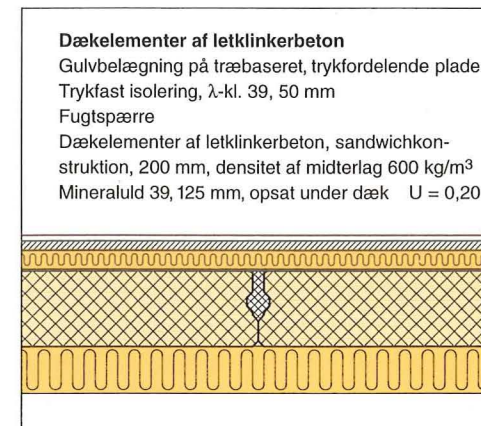 Dækelementer af letklinkerbeton
Gulvbelægning på træbaseret, trykfordelende plade
Trykfast isolering, λ-kl. 39, 50 mm
Fugtspærre
Dækelementer af letklinkerbeton, sandwichkon-
struktion, 200 mm, densitet af midterlag 600 kg/m³
Mineraluld 39, 125 mm, opsat under dæk U = 0,20